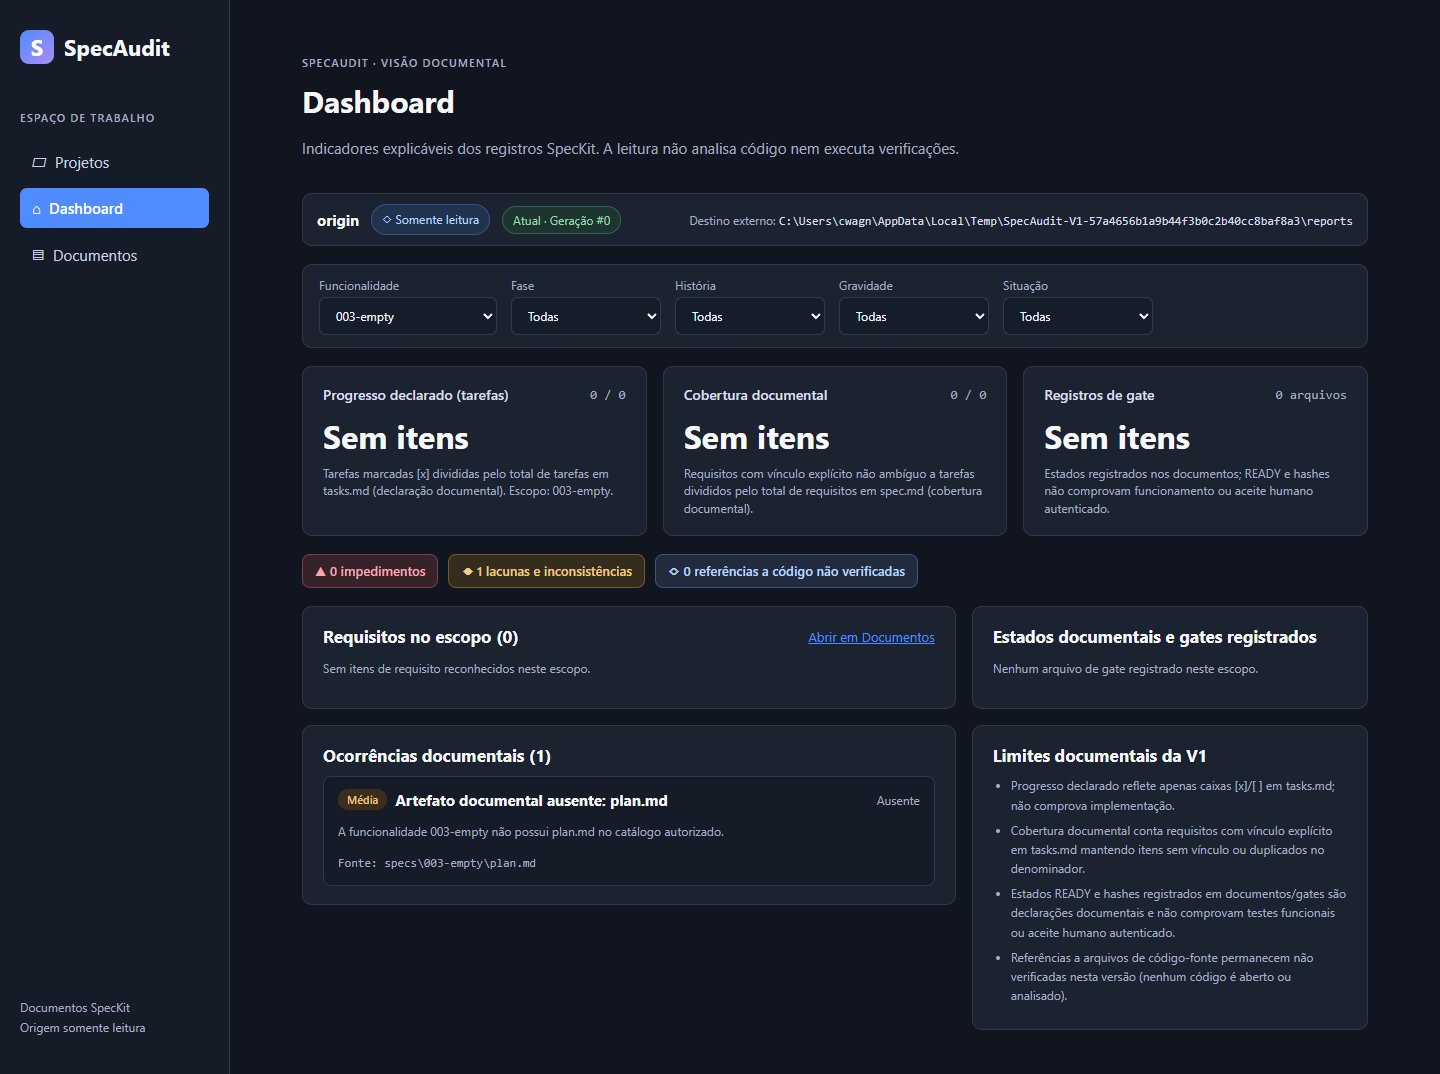 S SpecAudit
ESPAÇO DE TRABALHO
Projetos
Dashboard
Documentos
Documentos SpecKit
Origem somente leitura
SPECAUDIT · VISÃO DOCUMENTAL
Dashboard
Indicadores explicáveis dos registros SpecKit. A leitura não analisa código nem executa verificações.
origin
Somente leitura
Atual · Geração #0
Destino externo: C:\Users\cwagn\AppData\Local\Temp\SpecAudit-V1-57a4656b1a9b44f3b0c2b40cc8baf8a3\reports
Funcionalidade
003-empty
Fase
Todas
História
Todas
Gravidade
Todas
Situação
Todas
Progresso declarado (tarefas)
0 / 0
Sem itens
Tarefas marcadas [x] divididas pelo total de tarefas em
tasks.md (declaração documental). Escopo: 003-empty.
Cobertura documental
0 / 0
Sem itens
Requisitos com vínculo explícito não ambíguo a tarefas
divididos pelo total de requisitos em spec.md (cobertura
documental).
Registros de gate
0 arquivos
Sem itens
Estados registrados nos documentos; READY e hashes
não comprovam funcionamento ou aceite humano
autenticado.
0 impedimentos
1 lacunas e inconsistências
0 referências a código não verificadas
Requisitos no escopo (0)
Abrir em Documentos
Sem itens de requisito reconhecidos neste escopo.
Estados documentais e gates registrados
Nenhum arquivo de gate registrado neste escopo.
Ocorrências documentais (1)
Média
Artefato documental ausente: plan.md
Ausente
A funcionalidade 003-empty não possui plan.md no catálogo autorizado.
Fonte: specs\003-empty\plan.md
Limites documentais da V1
• Progresso declarado reflete apenas caixas [x]/[ ] em tasks.md;
não comprova implementação.
• Cobertura documental conta requisitos com vínculo explícito
em tasks.md mantendo itens sem vínculo ou duplicados no
denominador.
• Estados READY e hashes registrados em documentos/gates são
declarações documentais e não comprovam testes funcionais
ou aceite humano autenticado.
• Referências a arquivos de código-fonte permanecem não
verificadas nesta versão (nenhum código é aberto ou
analisado).